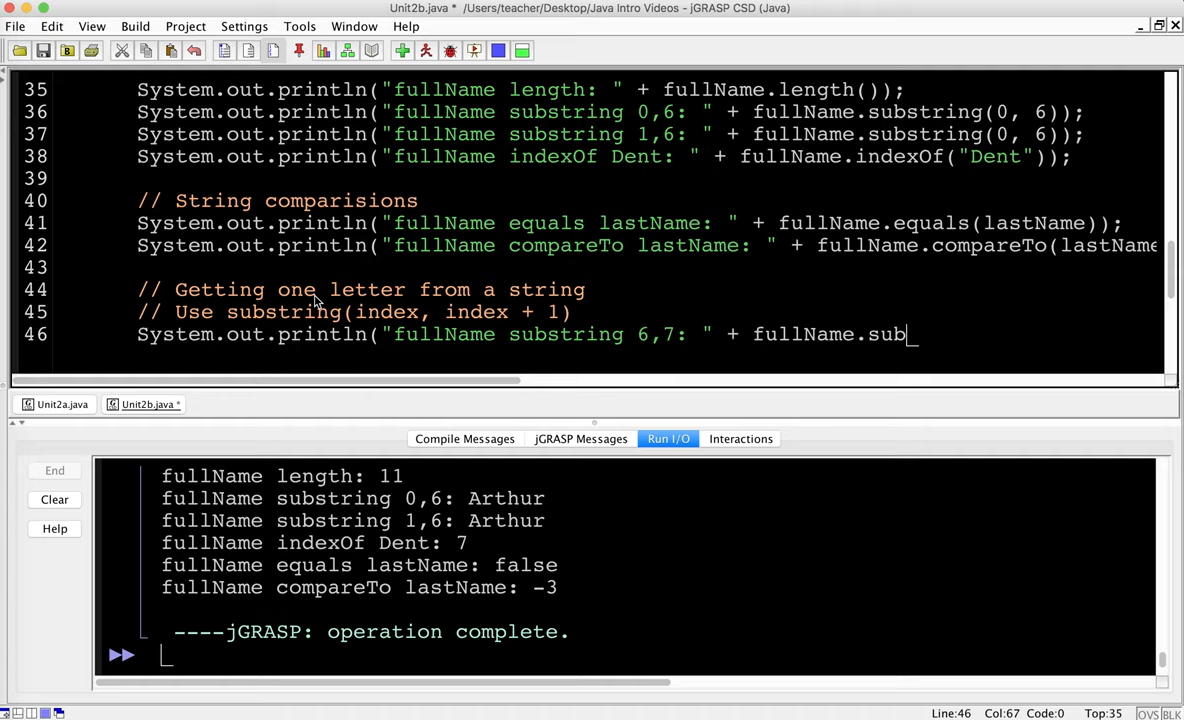 Unit2b.java * /Users/teacher/Desktop/Java Intro Videos - jGRASP CSD (Java)
File Edit View Build Project Settings Tools Window Help
35 System.out.println("fullName length: " + fullName.length());
36 System.out.println("fullName substring 0,6: " + fullName.substring(0, 6));
37 System.out.println("fullName substring 1,6: " + fullName.substring(0, 6));
38 System.out.println("fullName indexOf Dent: " + fullName.indexOf("Dent"));
39
40 // String comparisions
41 System.out.println("fullName equals lastName: " + fullName.equals(lastName));
42 System.out.println("fullName compareTo lastName: " + fullName.compareTo(lastName
43
44 // Getting one letter from a string
45 // Use substring(index, index + 1)
46 System.out.println("fullName substring 6,7: " + fullName.sub
Unit2a.java Unit2b.java *
Compile Messages jGRASP Messages Run I/O Interactions
End
Clear
Help
fullName length: 11
fullName substring 0,6: Arthur
fullName substring 1,6: Arthur
fullName indexOf Dent: 7
fullName equals lastName: false
fullName compareTo lastName: -3
----jGRASP: operation complete.
Line:46 Col:67 Code:0 Top:35 OVS BLK